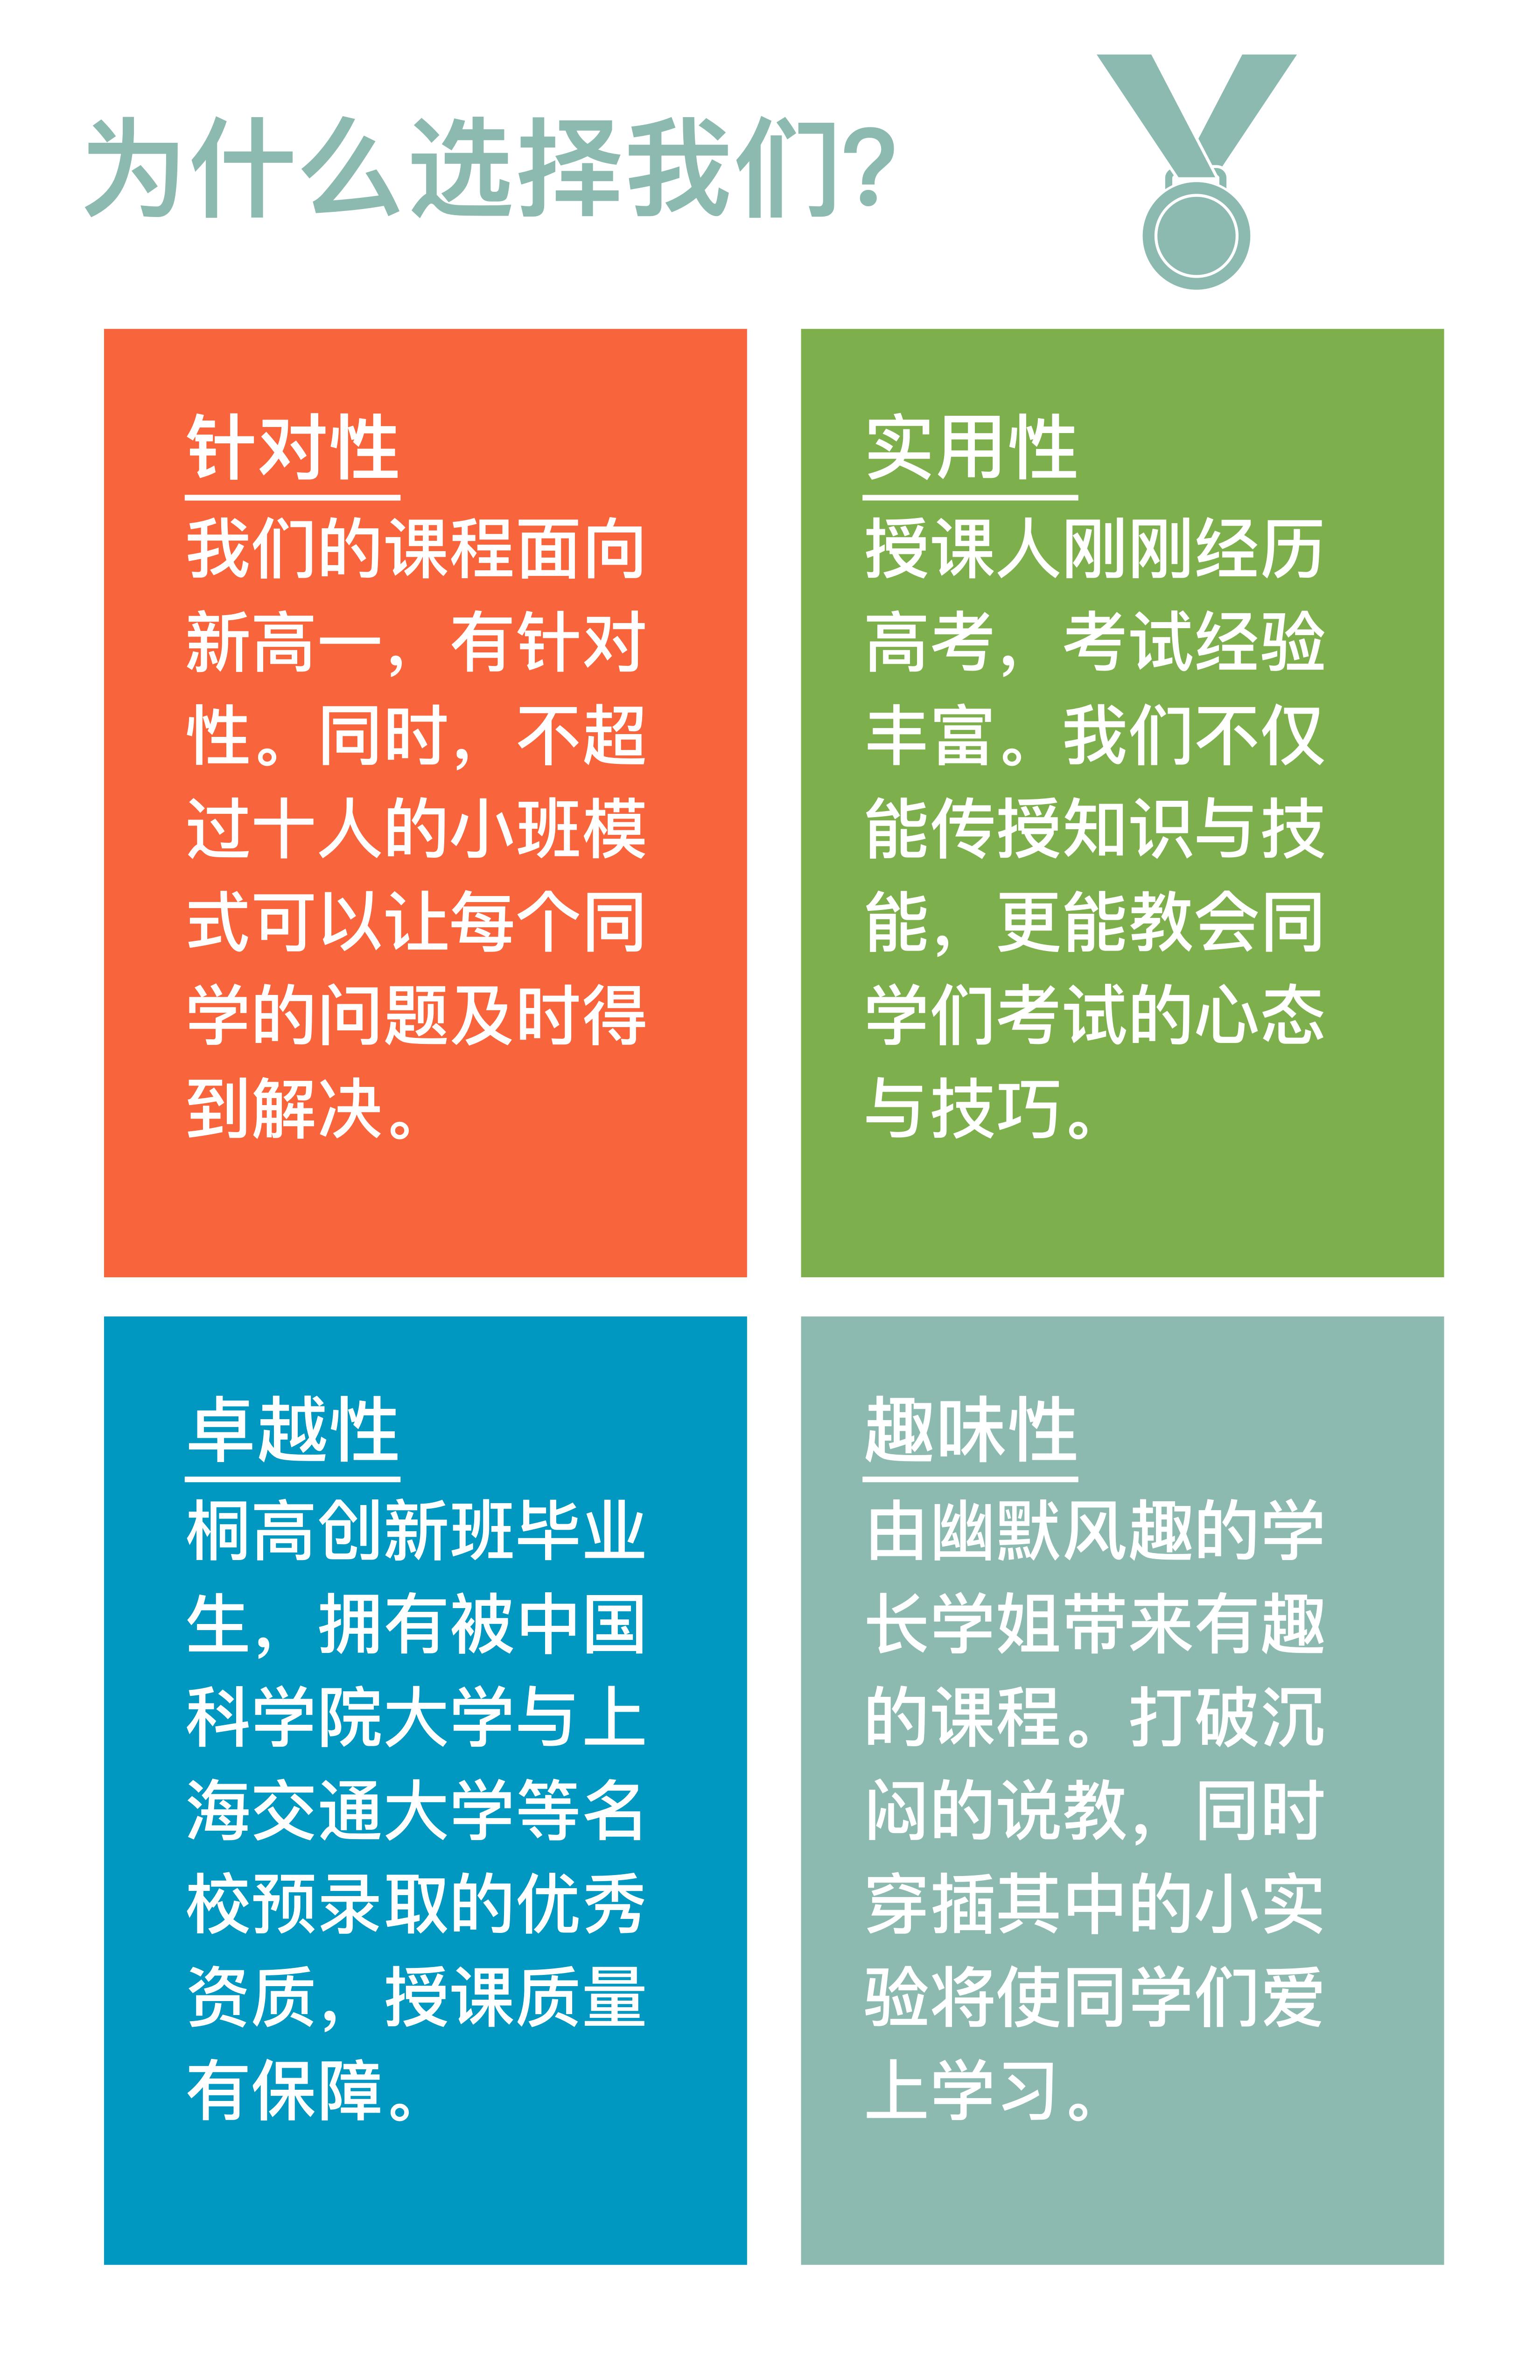 为什么选择我们?
针对性
我们的课程面向
新高一，有针对
性。同时，不超
过十人的小班模
式可以让每个同
学的问题及时得
到解决。
实用性
授课人刚刚经历
高考，考试经验
丰富。我们不仅
能传授知识与技
能，更能教会同
学们考试的心态
与技巧。
卓越性
桐高创新班毕业
生，拥有被中国
科学院大学与上
海交通大学等名
校预录取的优秀
资质，授课质量
有保障。
趣味性
由幽默风趣的学
长学姐带来有趣
的课程。打破沉
闷的说教，同时
穿插其中的小实
验将使同学们爱
上学习。